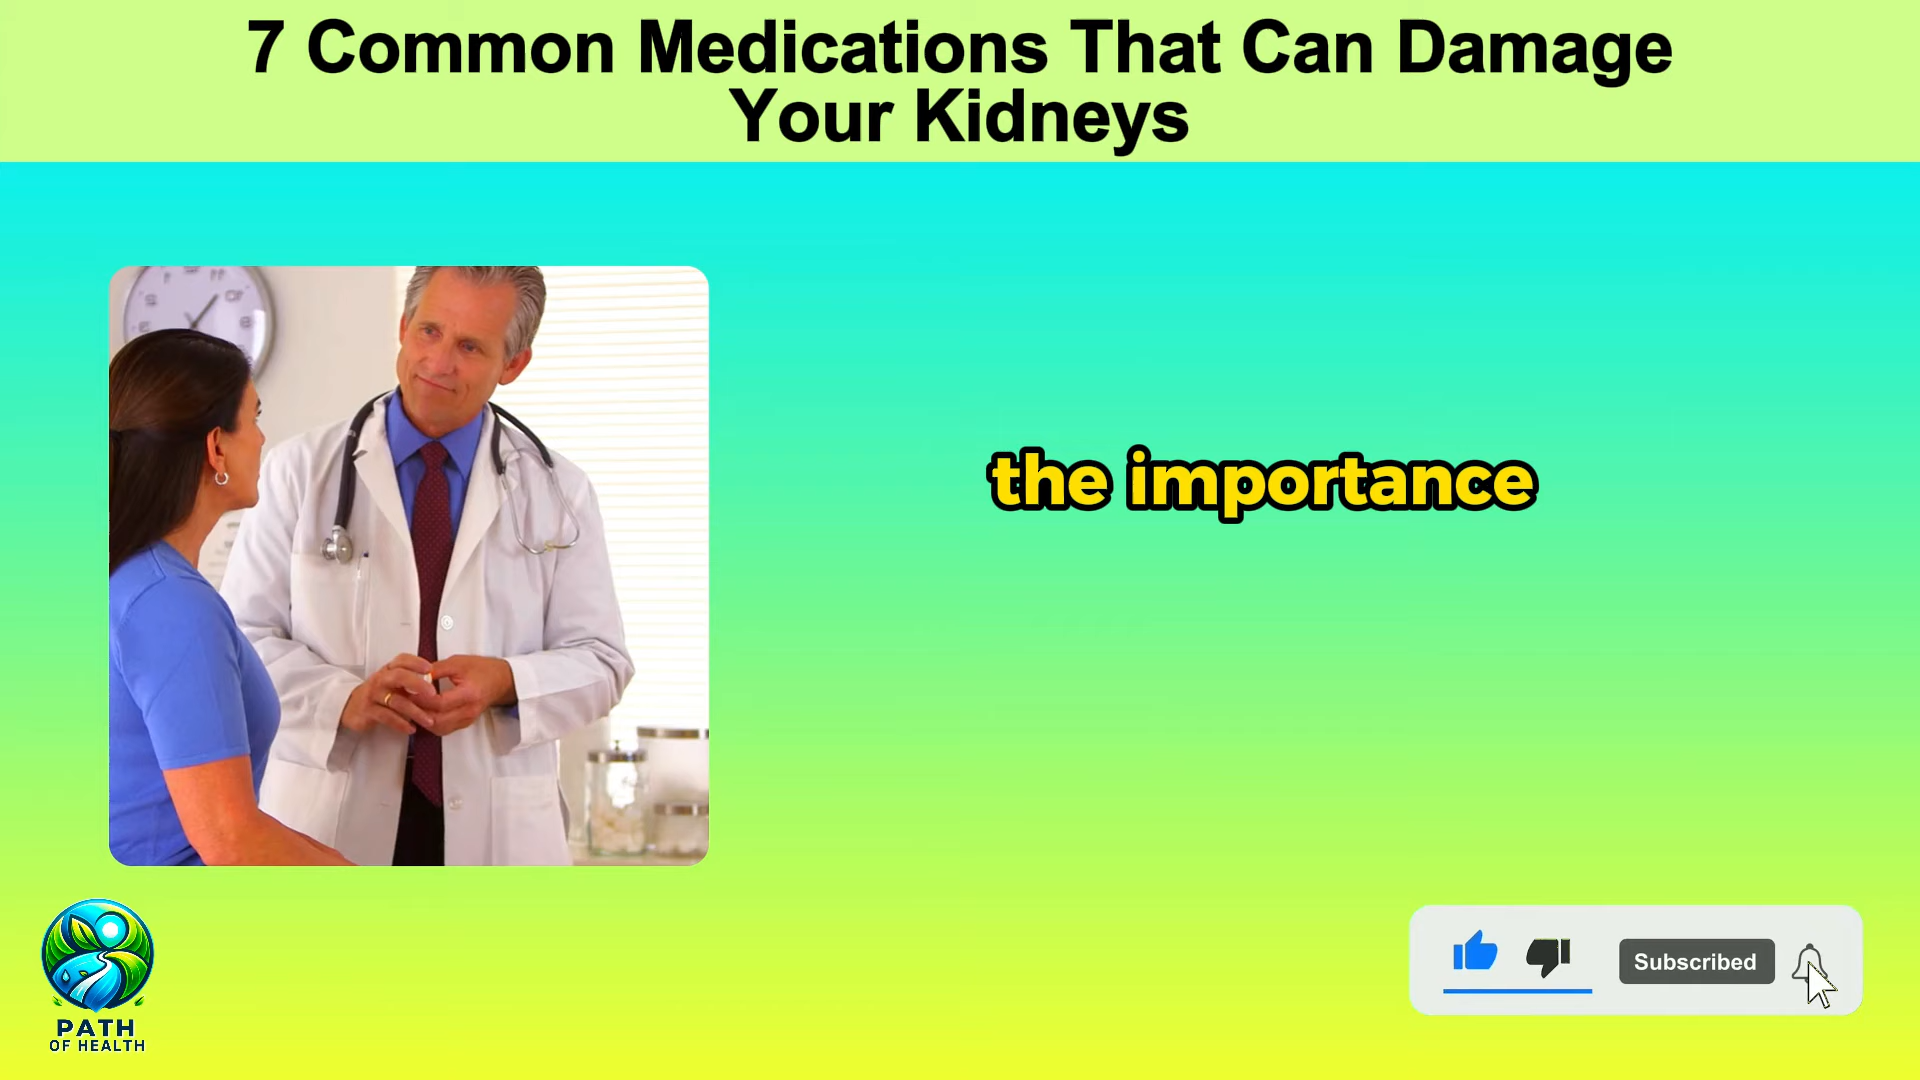 7 Common Medications That Can Damage
Your Kidneys
the importance
Subscribed
PATH
OF HEALTH